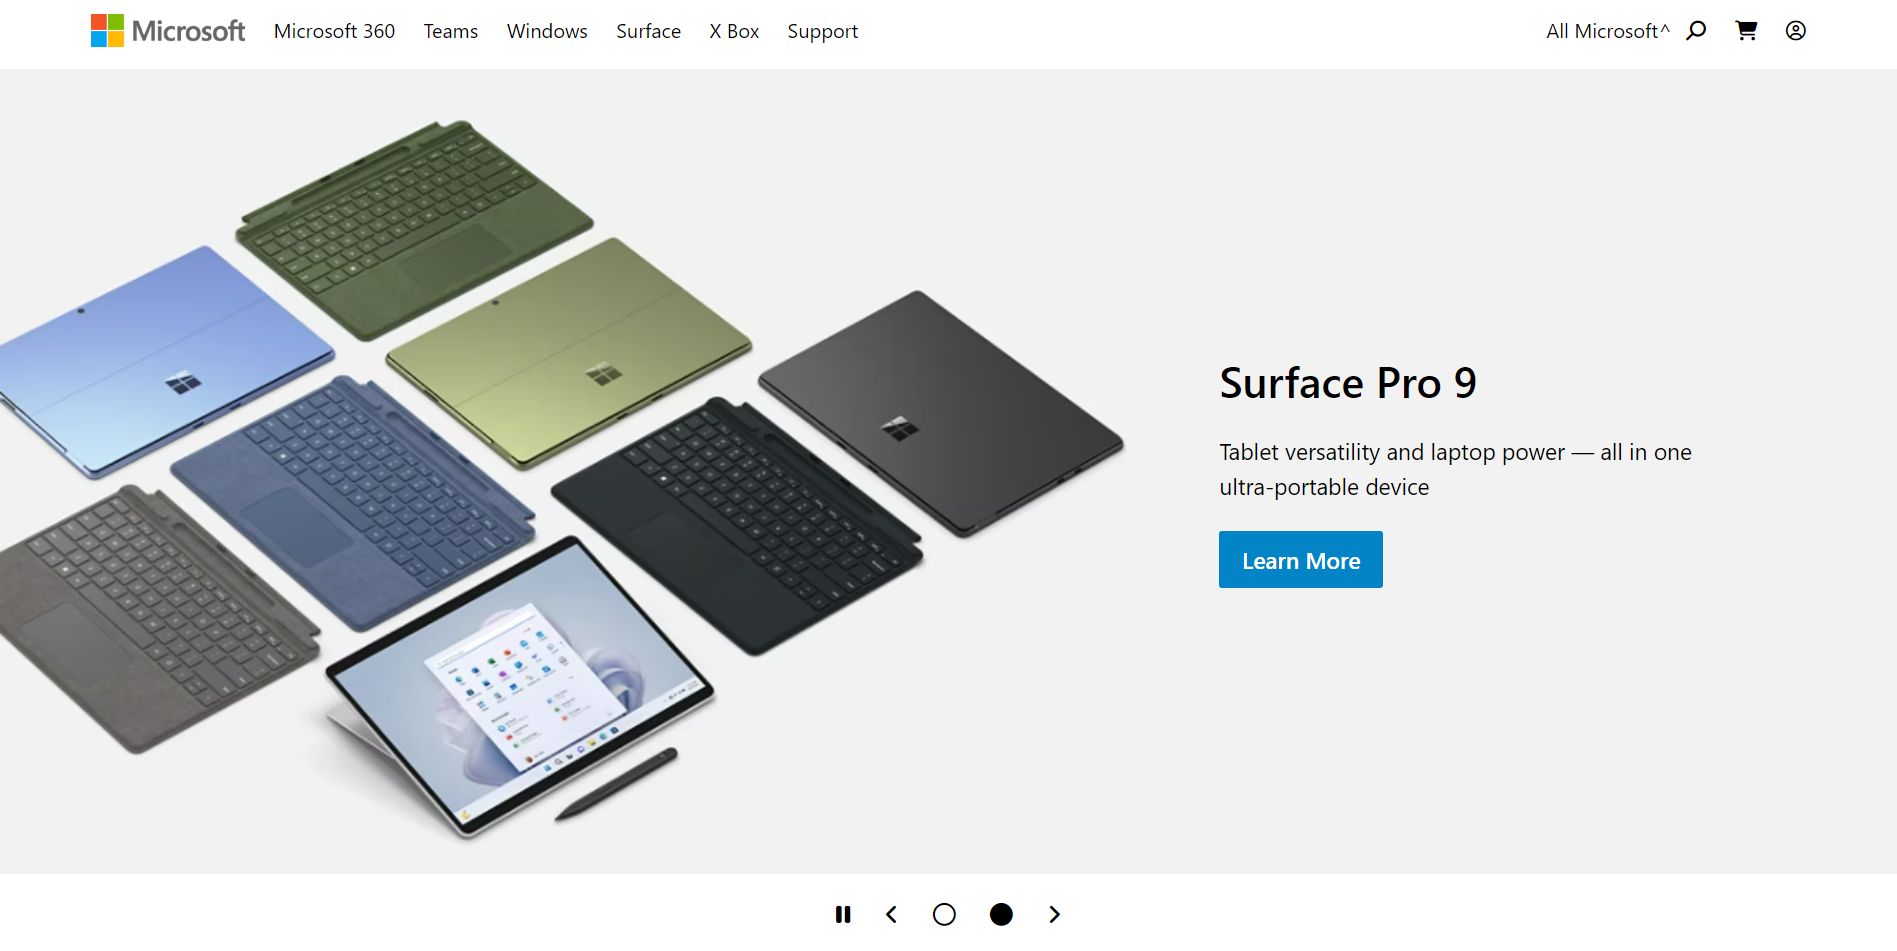 Microsoft
Microsoft 360
Teams
Windows
Surface
X Box
Support
All Microsoft^
Surface Pro 9
Tablet versatility and laptop power — all in one
ultra-portable device
Learn More